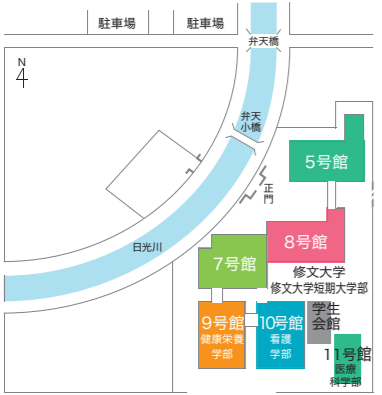 駐車場
駐車場
弁天橋
N
弁天
小橋
5号館
正門
8号館
日光川
7号館
修文大学
修文大学短期大学部
9号館
健康栄養
学部
10号館
看護
学部
学生
会館
11号館
医療
科学部